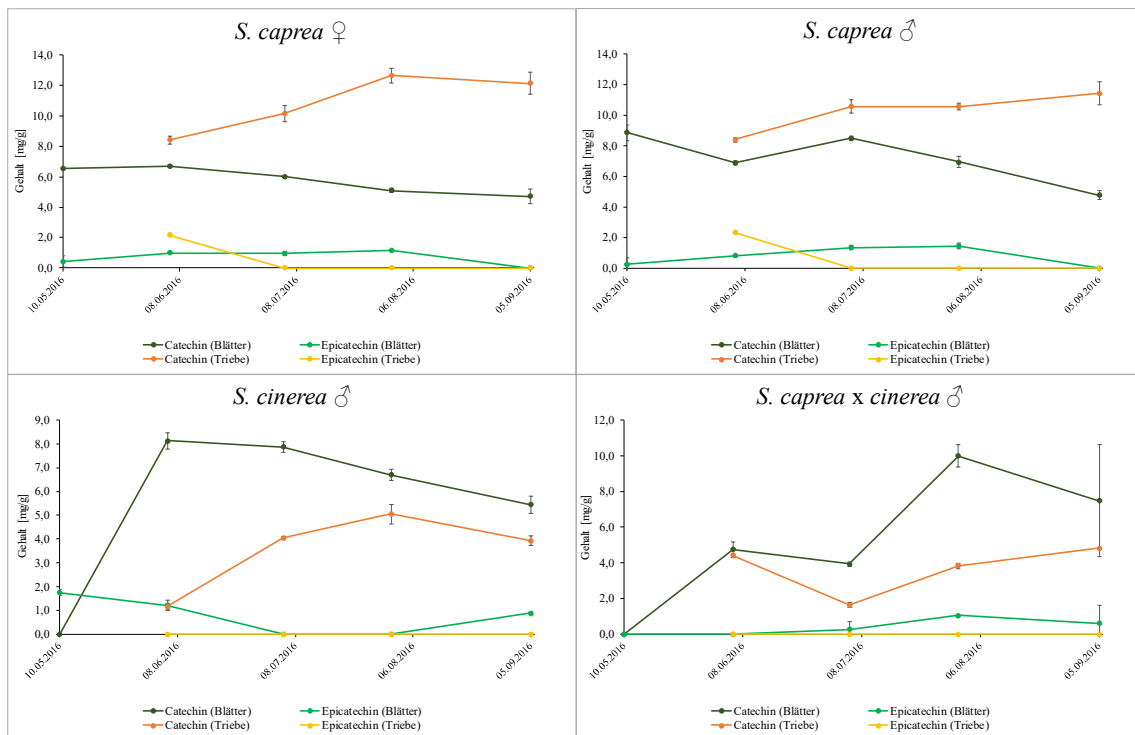 S. caprea ♀
14,0
12,0
10,0
8,0
6,0
4,0
2,0
0,0
Gehalt [mg/g]
10.05.2016
08.06.2016
08.07.2016
06.08.2016
05.09.2016
Catechin (Blätter)
Epicatechin (Blätter)
Catechin (Triebe)
Epicatechin (Triebe)
S. caprea ♂
14,0
12,0
10,0
8,0
6,0
4,0
2,0
0,0
Gehalt [mg/g]
10.05.2016
08.06.2016
08.07.2016
06.08.2016
05.09.2016
Catechin (Blätter)
Epicatechin (Blätter)
Catechin (Triebe)
Epicatechin (Triebe)
S. cinerea ♂
9,0
8,0
7,0
6,0
5,0
4,0
3,0
2,0
1,0
0,0
Gehalt [mg/g]
10.05.2016
08.06.2016
08.07.2016
06.08.2016
05.09.2016
Catechin (Blätter)
Epicatechin (Blätter)
Catechin (Triebe)
Epicatechin (Triebe)
S. caprea x cinerea ♂
12,0
10,0
8,0
6,0
4,0
2,0
0,0
Gehalt [mg/g]
10.05.2016
08.06.2016
08.07.2016
06.08.2016
05.09.2016
Catechin (Blätter)
Epicatechin (Blätter)
Catechin (Triebe)
Epicatechin (Triebe)